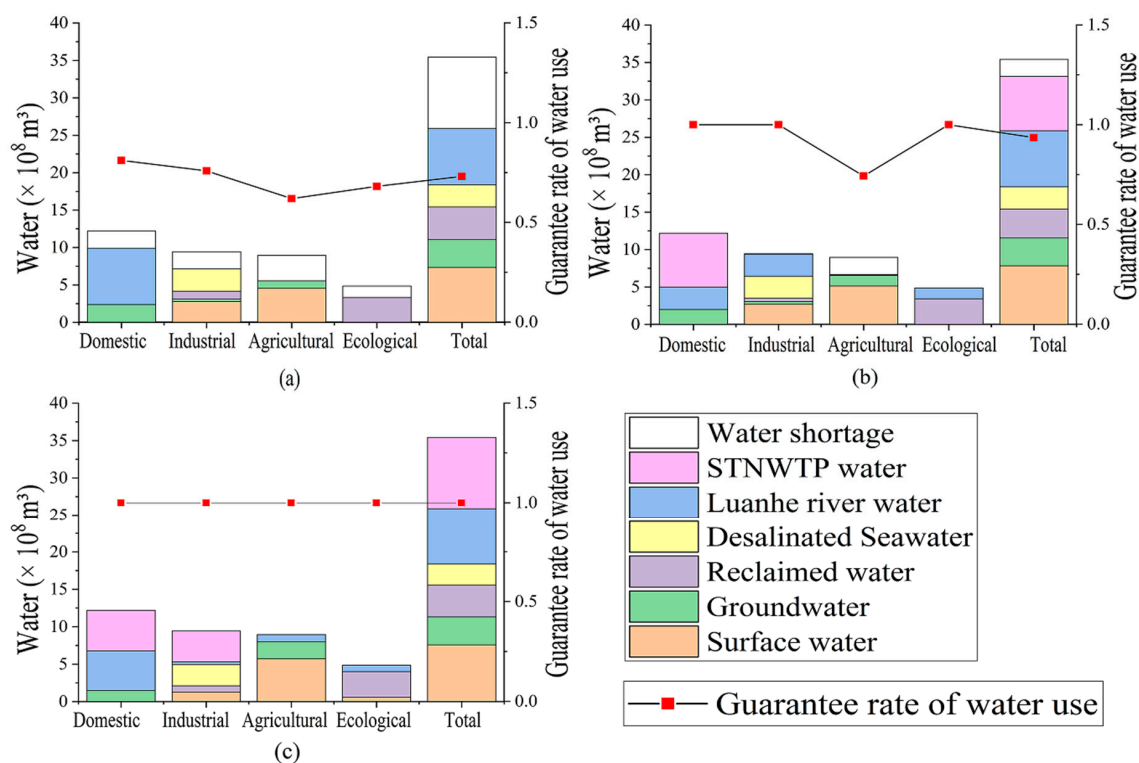 40
35
30
25
20
15
10
5
0
Water (× 10⁸ m³)
1.5
1.0
0.5
0.0
Guarantee rate of water use
Domestic Industrial Agricultural Ecological Total
(a)
40
35
30
25
20
15
10
5
0
Water (× 10⁸ m³)
1.5
1.0
0.5
0.0
Guarantee rate of water use
Domestic Industrial Agricultural Ecological Total
(b)
40
35
30
25
20
15
10
5
0
Water (× 10⁸ m³)
1.5
1.0
0.5
0.0
Guarantee rate of water use
Domestic Industrial Agricultural Ecological Total
(c)
Water shortage
STNWTP water
Luanhe river water
Desalinated Seawater
Reclaimed water
Groundwater
Surface water
Guarantee rate of water use